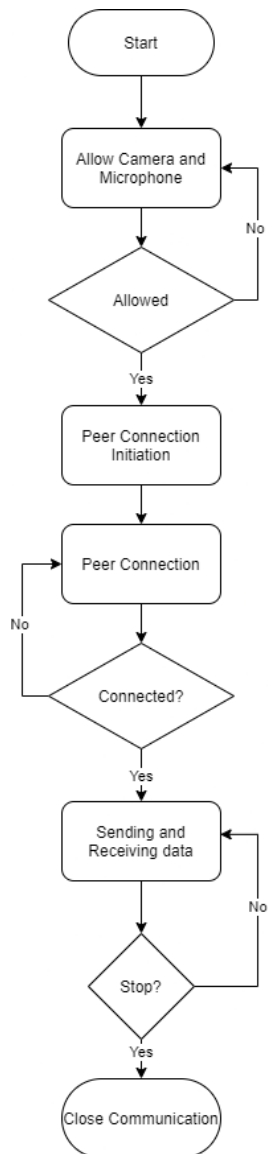 Start
Allow Camera and
Microphone
No
Allowed
Yes
Peer Connection
Initiation
Peer Connection
No
Connected?
Yes
Sending and
Receiving data
No
Stop?
Yes
Close Communication